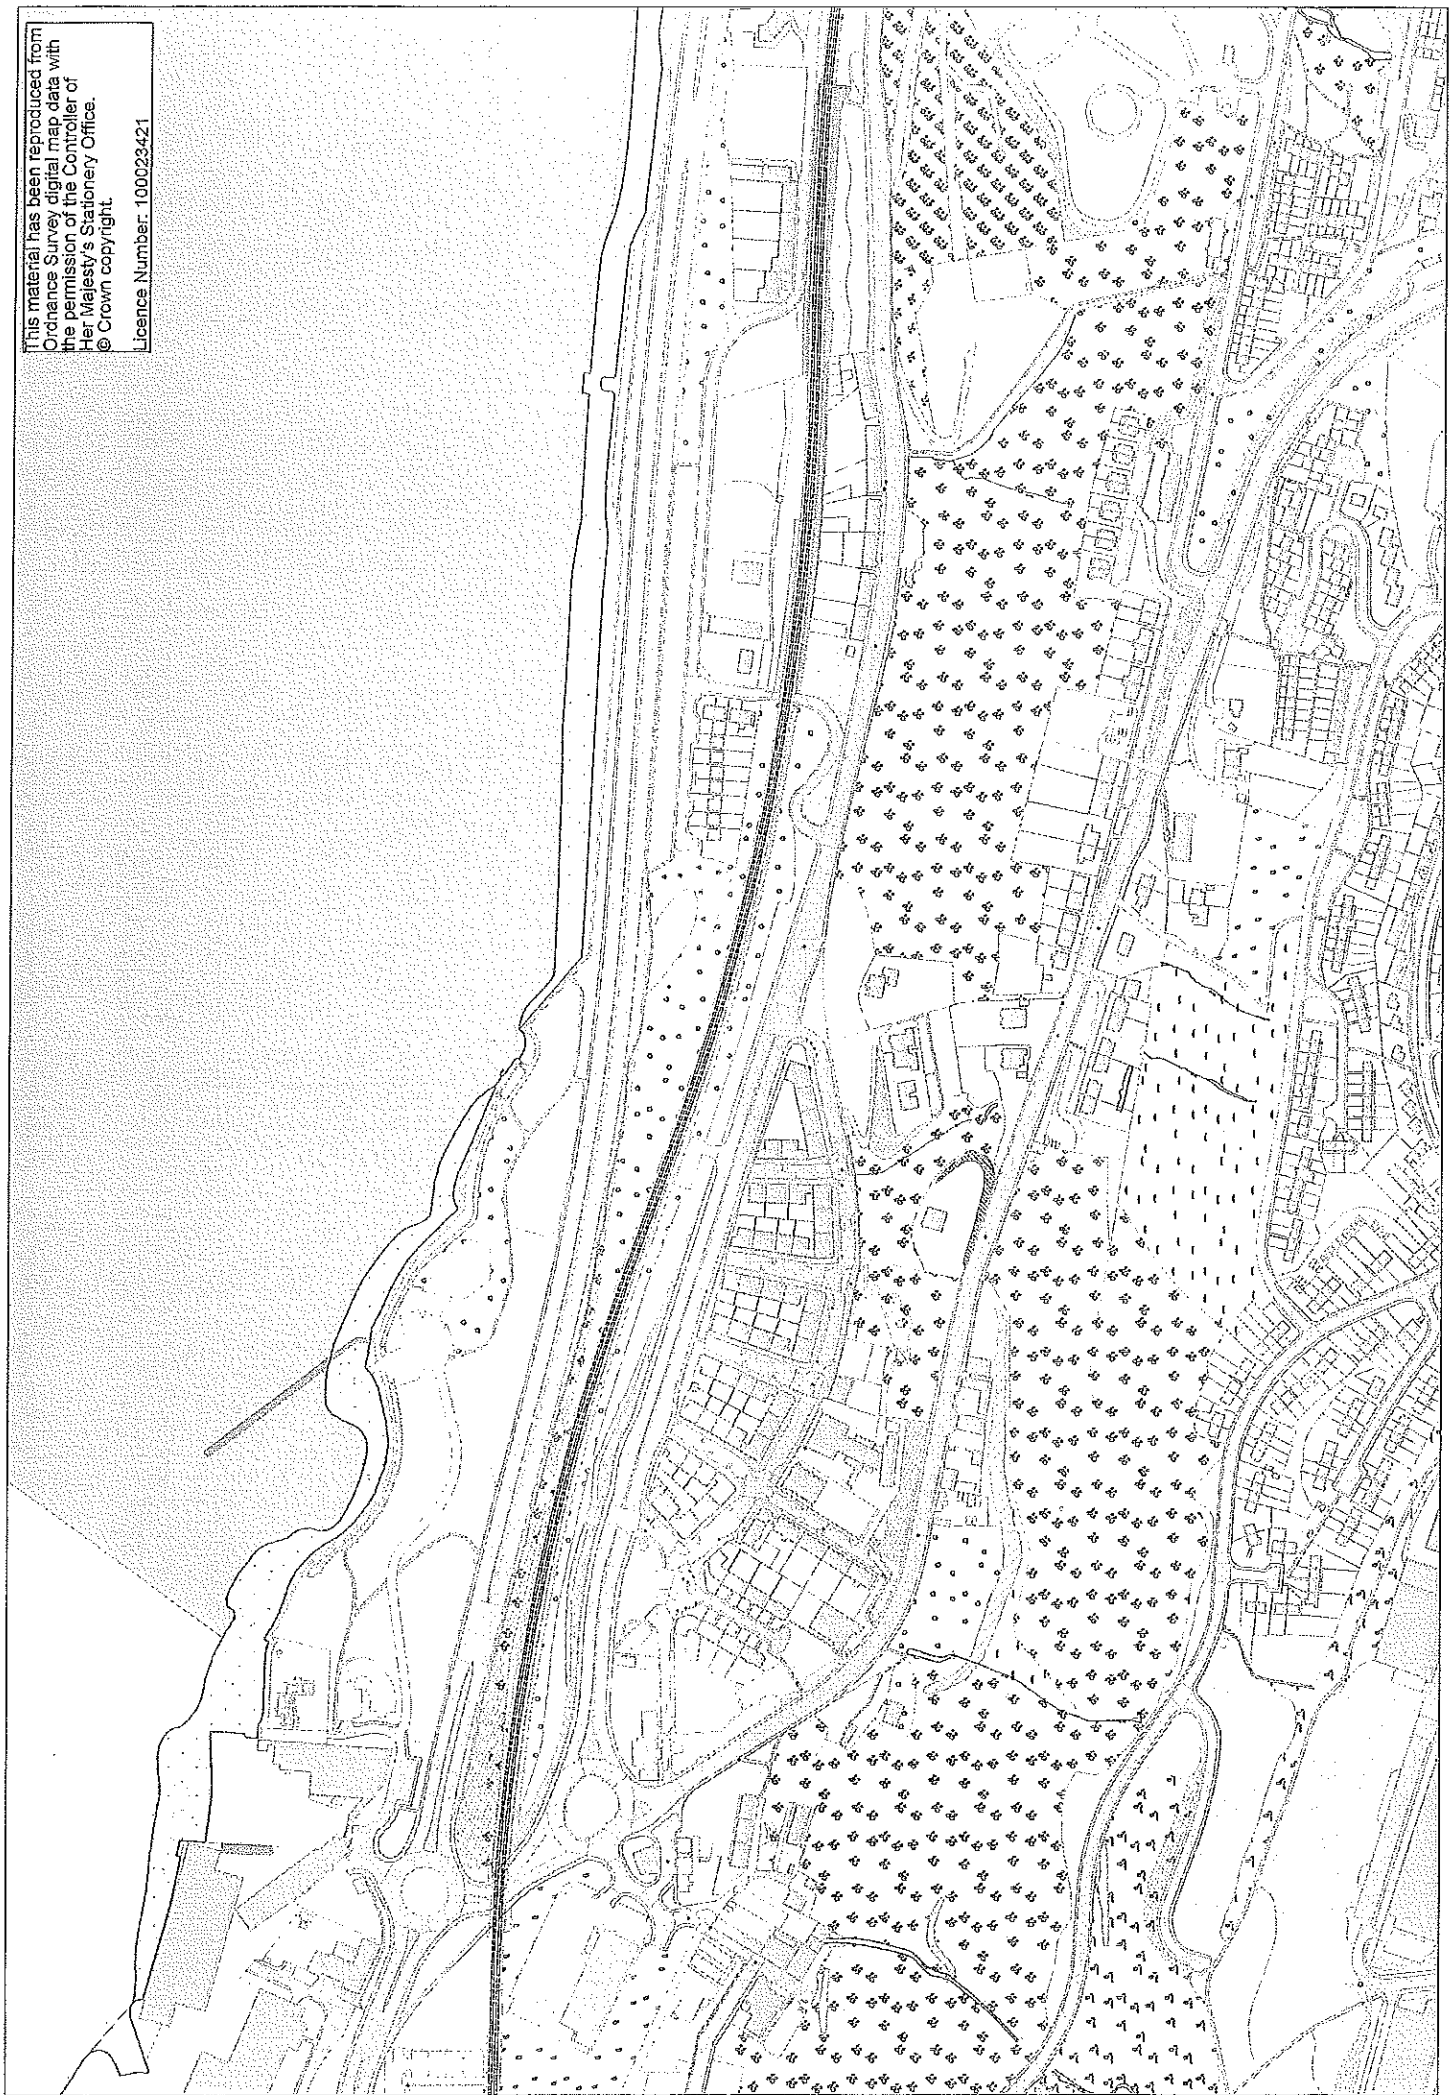 This material has been reproduced from
Ordnance Survey digital map data with
the permission of the Controller of
Her Majesty's Stationery Office.
© Crown copyright.
Licence Number: 100023421